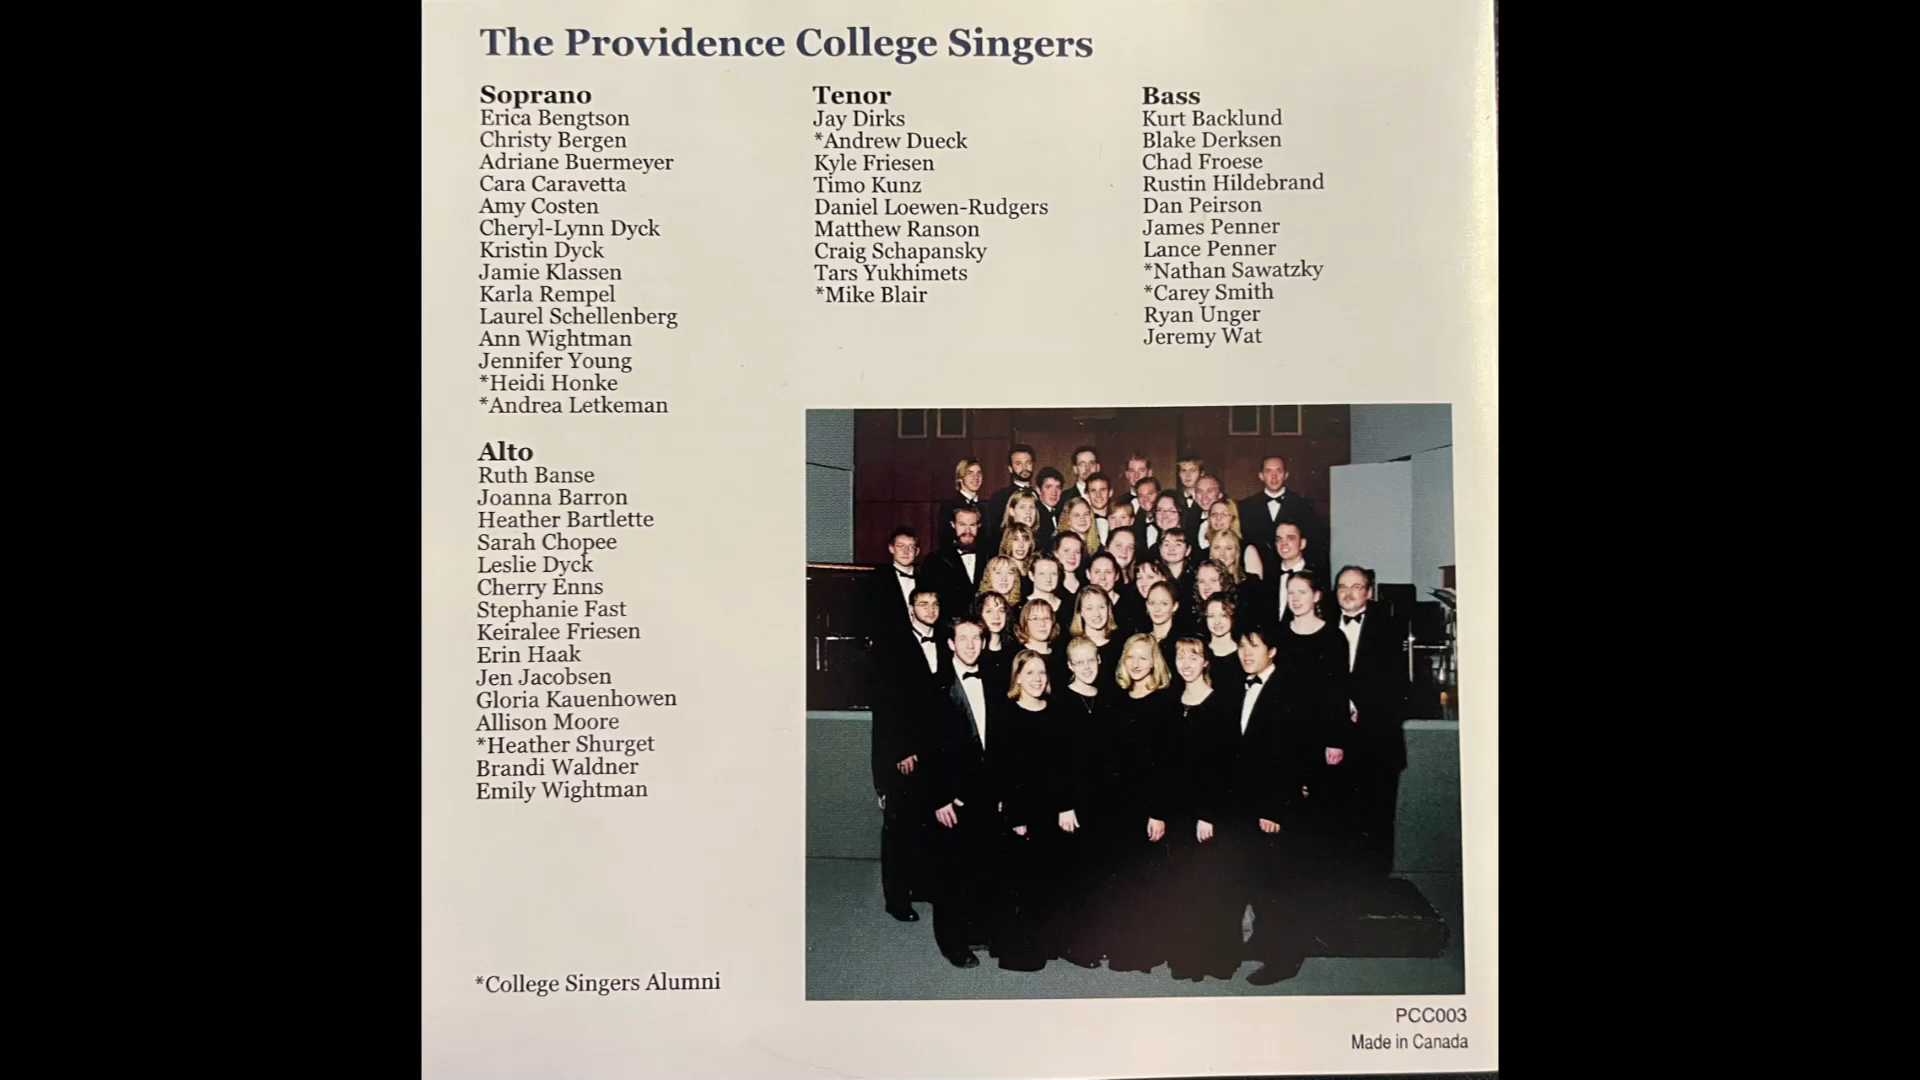 The Providence College Singers
Soprano
Erica Bengtson
Christy Bergen
Adriane Buermeyer
Cara Caravetta
Amy Costen
Cheryl-Lynn Dyck
Kristin Dyck
Jamie Klassen
Karla Rempel
Laurel Schellenberg
Ann Wightman
Jennifer Young
*Heidi Honke
*Andrea Letkeman
Alto
Ruth Banse
Joanna Barron
Heather Bartlette
Sarah Chopee
Leslie Dyck
Cherry Enns
Stephanie Fast
Keiralee Friesen
Erin Haak
Jen Jacobsen
Gloria Kauenhowen
Allison Moore
*Heather Shurget
Brandi Waldner
Emily Wightman
*College Singers Alumni
Tenor
Jay Dirks
*Andrew Dueck
Kyle Friesen
Timo Kunz
Daniel Loewen-Rudgers
Matthew Ranson
Craig Schapansky
Tars Yukhimets
*Mike Blair
Bass
Kurt Backlund
Blake Derksen
Chad Froese
Rustin Hildebrand
Dan Peirson
James Penner
Lance Penner
*Nathan Sawatzky
*Carey Smith
Ryan Unger
Jeremy Wat
PCC003
Made in Canada